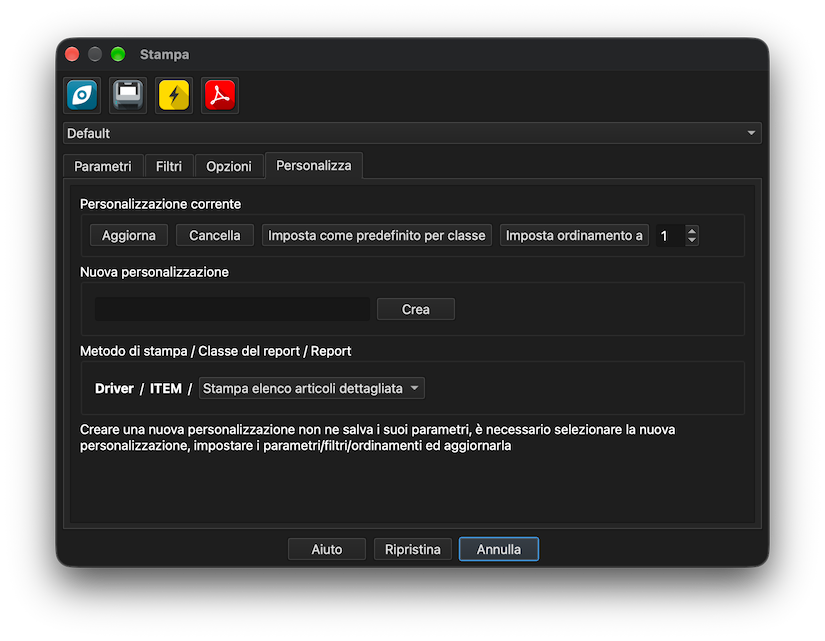 Stampa
Default
Parametri Filtri Opzioni Personalizza
Personalizzazione corrente
Aggiorna Cancella Imposta come predefinito per classe Imposta ordinamento a 1
Nuova personalizzazione
Crea
Metodo di stampa / Classe del report / Report
Driver / ITEM / Stampa elenco articoli dettagliata
Creare una nuova personalizzazione non ne salva i suoi parametri, è necessario selezionare la nuova
personalizzazione, impostare i parametri/filtri/ordinamenti ed aggiornarla
Aiuto Ripristina Annulla